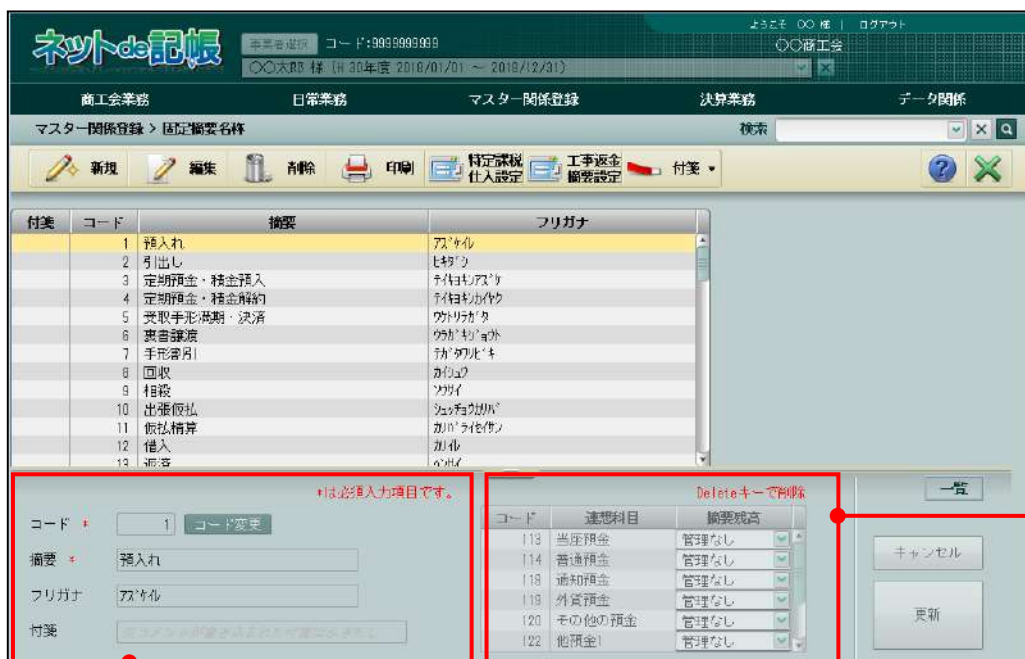 ようこそ 〇〇 様 | ログアウト
ネットde記帳 事業者選択 コード:9999999999 〇〇商工会
〇〇太郎 様 (H 30年度 2018/01/01 ～ 2018/12/31)
商工会業務 日常業務 マスター関係登録 決算業務 データ関係
マスター関係登録 > 固定摘要名称 検索
新規 編集 削除 印刷 特定課税仕入設定 工事返金摘要設定 付箋
付箋 コード 摘要 フリガナ
1 預入れ ｱｽﾞｹｲﾚ
2 引出し ﾋｷﾀﾞｼ
3 定期預金・積金預入 ﾃｲｷﾖｷﾝｱｽﾞｹ
4 定期預金・積金解約 ﾃｲｷﾖｷﾝｶｲﾔｸ
5 受取手形満期・決済 ｳｹﾄﾘﾃｶﾞﾀ
6 裏書譲渡 ｳﾗｶﾞｷｼﾞｮｳﾄ
7 手形割引 ﾃｶﾞﾀﾜﾘﾋﾞｷ
8 回収 ｶｲｼｭｳ
9 相殺 ｿｳｻｲ
10 出張仮払 ｼｭｯﾁｮｳｶﾘﾊﾞ
11 仮払精算 ｶﾘﾊﾞﾗｲｾｲｻﾝ
12 借入 ｶﾘｲﾚ
13 返済 ﾍﾝｻｲ
*は必須入力項目です。
コード * 1 コード変更
摘要 * 預入れ
フリガナ ｱｽﾞｹｲﾚ
付箋
Deleteキーで削除
コード 連想科目 摘要残高
113 当座預金 管理なし
114 普通預金 管理なし
118 通知預金 管理なし
119 外貨預金 管理なし
120 その他の預金 管理なし
122 他預金1 管理なし
一覧
キャンセル
更新